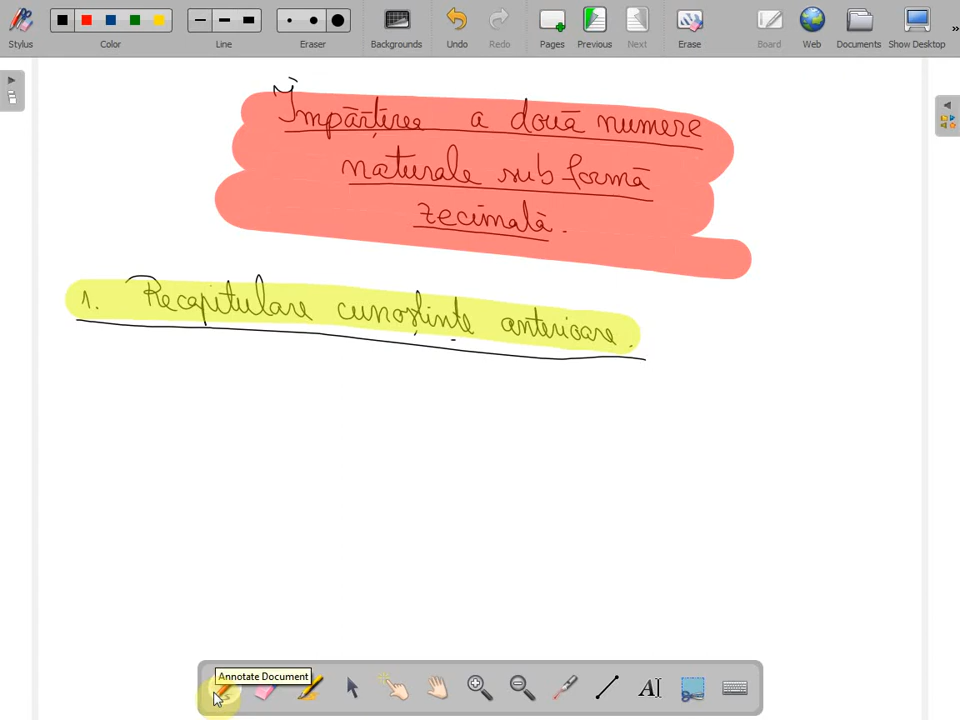 Stylus
Color
Line
Eraser
Backgrounds
Undo
Redo
Pages
Previous
Next
Erase
Board
Web
Documents
Show Desktop
»
Împărțirea a două numere
naturale sub formă
zecimală.
1. Recapitulare cunoștințe anterioare.
Annotate Document
AI